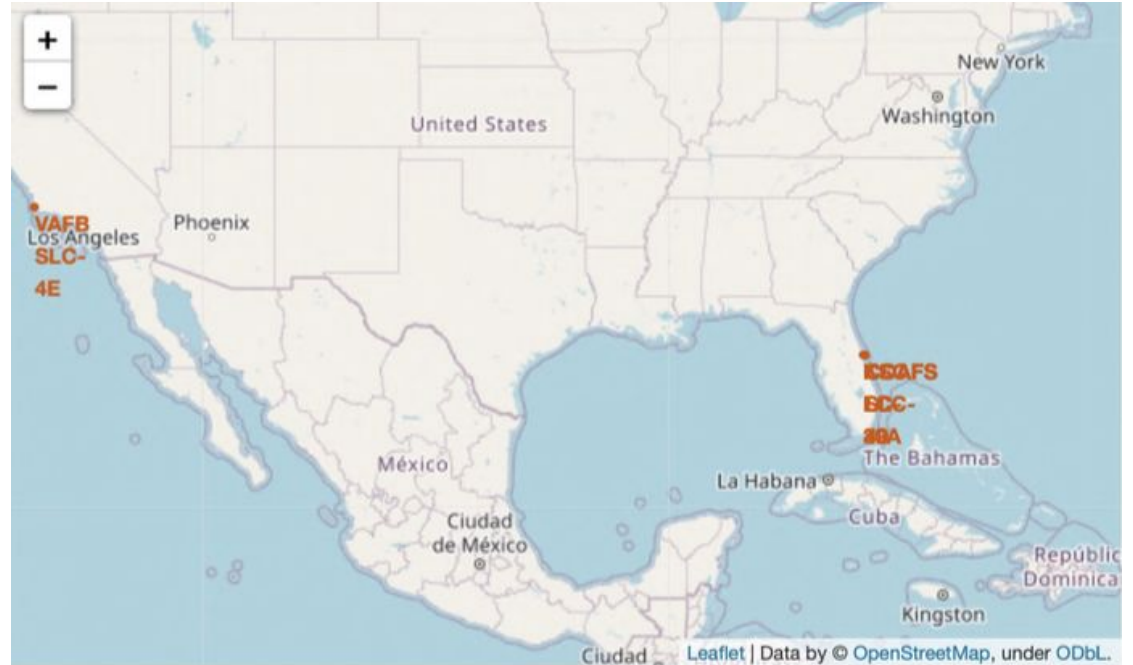 +
−
New York
Washington
United States
Phoenix
VAFB
Los Angeles
SLC-
4E
México
The Bahamas
La Habana
Cuba
Ciudad
de México
Repúblic
Dominica
Kingston
Ciudad
Leaflet | Data by © OpenStreetMap, under ODbL.